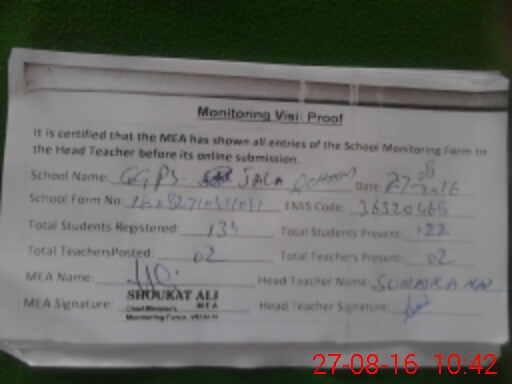 Monitoring Visit Proof
It is certified that the MEA has shown all entries of the School Monitoring Form to
the Head Teacher before its online submission.
School Name: GGPS JALA Date: 27-8-2016
School Form No: EMIS Code: 36320466
Total Students Registered: 134 Total Students Present: 122
Total TeachersPosted: 02 Total Teachers Present: 02
MEA Name: Head Teacher Name: SUMAIRA
SHOUKAT ALI
MEA Signature: MEA Head Teacher Signature:
Chief Minister's
Monitoring Force
27-08-16 10:42